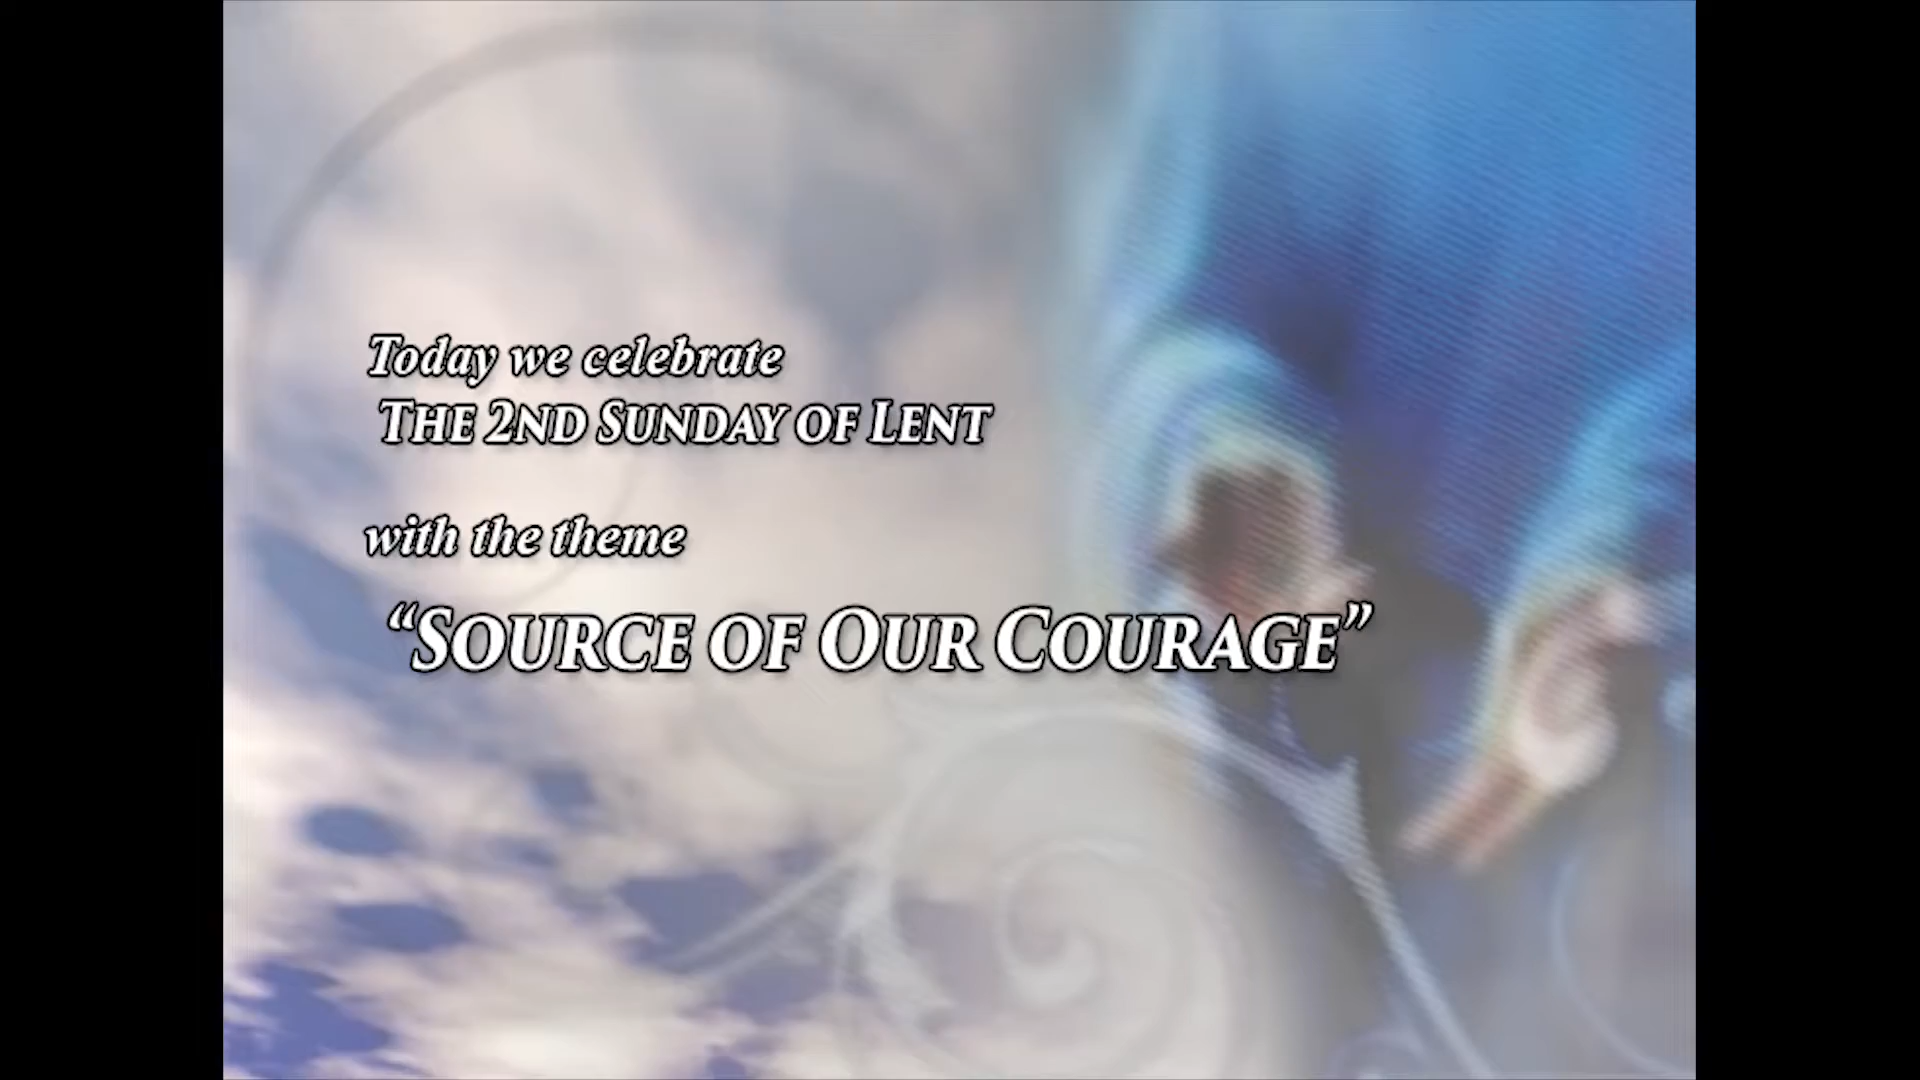 Today we celebrate
THE 2ND SUNDAY OF LENT
with the theme
“SOURCE OF OUR COURAGE”